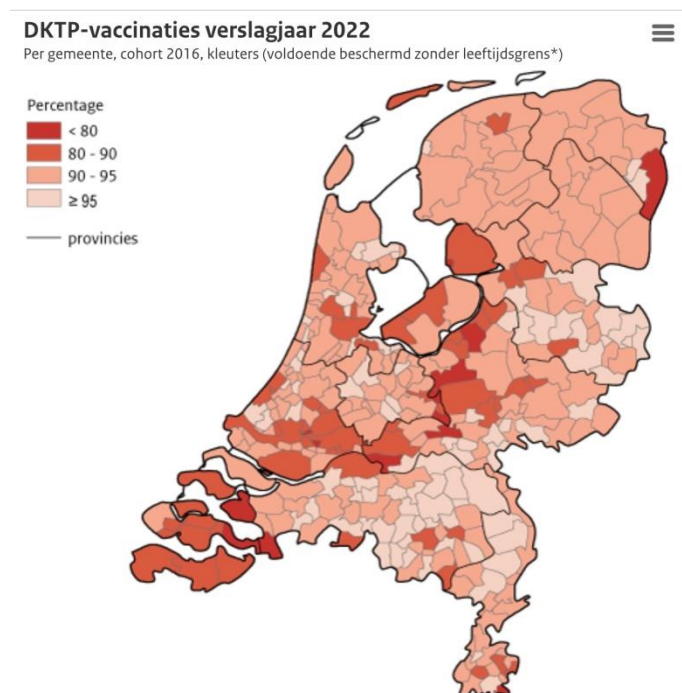 DKTP-vaccinaties verslagjaar 2022
Per gemeente, cohort 2016, kleuters (voldoende beschermd zonder leeftijdsgrens*)
Percentage
< 80
80 - 90
90 - 95
≥ 95
provincies